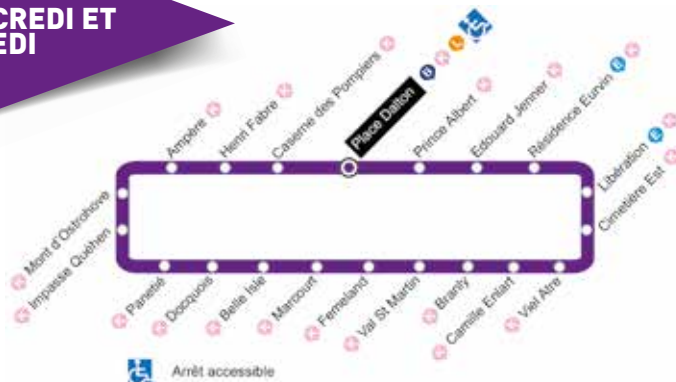 CREDI ET
EDI
Ampère
Henri Fabre
Caserne des Pompiers
Place Dalton
B
L
Prince Albert
Edouard Jenner
Résidence Eurvin
Libération
Cimetière Est
Mont d'Ostrohove
Impasse Quéhen
Panetié
Docquois
Belle Isle
Marcourt
Ferneland
Val St Martin
Branly
Camille Enlart
Viel Atre
Arrêt accessible